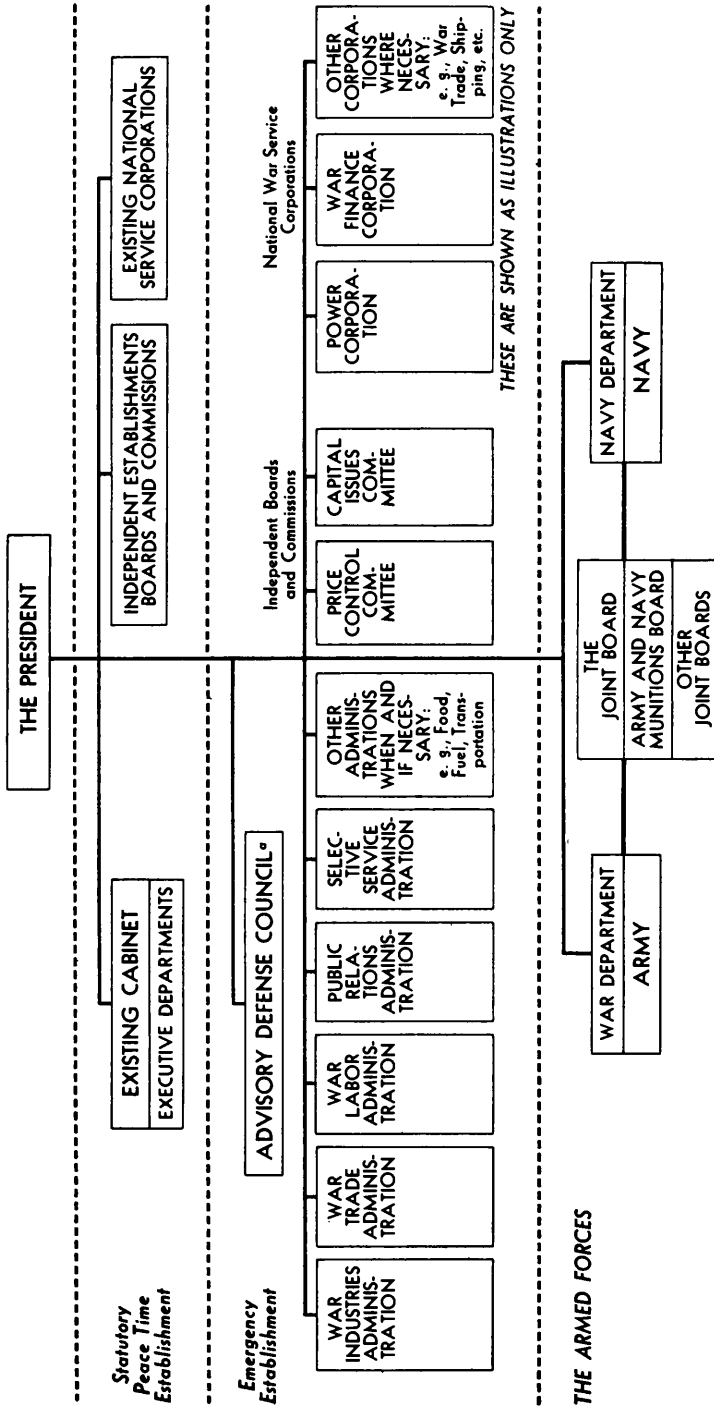 THE PRESIDENT
Statutory
Peace Time
Establishment
EXISTING CABINET
EXECUTIVE DEPARTMENTS
INDEPENDENT ESTABLISHMENTS
BOARDS AND COMMISSIONS
EXISTING NATIONAL
SERVICE CORPORATIONS
Emergency
Establishment
ADVISORY DEFENSE COUNCILa
Independent Boards
and Commissions
National War Service
Corporations
WAR
INDUSTRIES
ADMINIS-
TRATION
WAR
TRADE
ADMINIS-
TRATION
WAR
LABOR
ADMINIS-
TRATION
PUBLIC
RELA-
TIONS
ADMINIS-
TRATION
SELEC-
TIVE
SERVICE
ADMINIS-
TRATION
OTHER
ADMINIS-
TRATIONS
WHEN AND
IF NECES-
SARY:
e. g., Food,
Fuel, Trans-
portation
PRICE
CONTROL
COM-
MITTEE
CAPITAL
ISSUES
COM-
MITTEE
POWER
CORPORA-
TION
WAR
FINANCE
CORPORA-
TION
OTHER
CORPORA-
TIONS
WHERE
NECES-
SARY:
e. g., War
Trade, Ship-
ping, etc.
THESE ARE SHOWN AS ILLUSTRATIONS ONLY
THE ARMED FORCES
WAR DEPARTMENT
ARMY
THE
JOINT BOARD
ARMY AND NAVY
MUNITIONS BOARD
OTHER
JOINT BOARDS
NAVY DEPARTMENT
NAVY